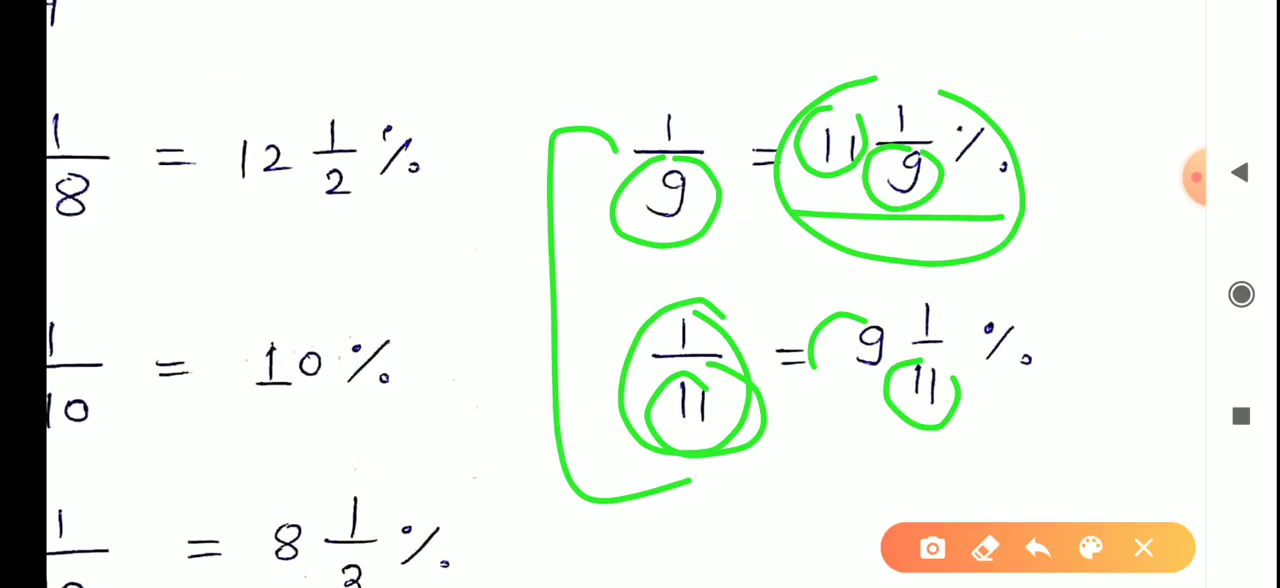 1/8 = 12 1/2 %.
1/9 = 11 1/9 %.
1/10 = 10 %.
1/11 = 9 1/11 %.
= 8 1/3 %.